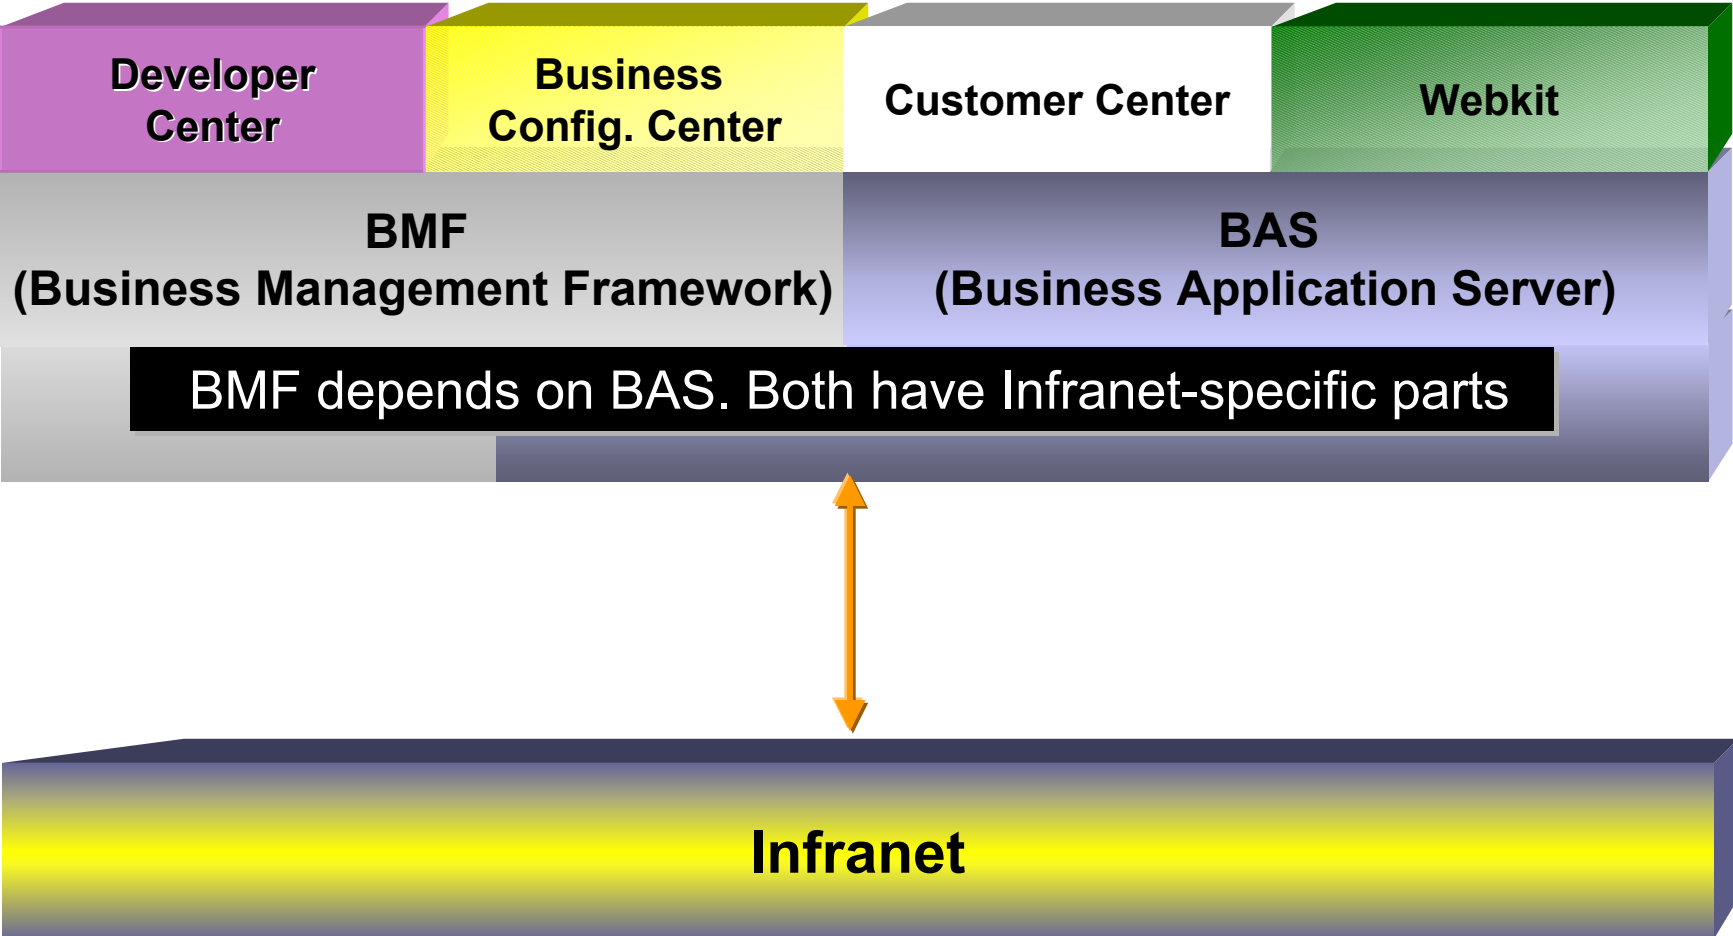 Developer
Center
Business
Config. Center
Customer Center
Webkit
BMF
(Business Management Framework)
BAS
(Business Application Server)
BMF depends on BAS. Both have Infranet-specific parts
Infranet